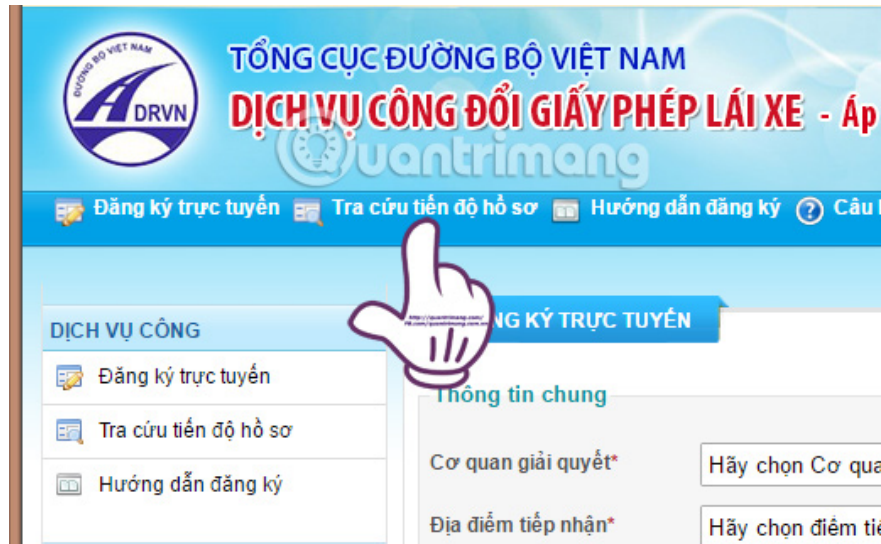 ĐƯỜNG BỘ VIỆT NAM
DRVN
TỔNG CỤC ĐƯỜNG BỘ VIỆT NAM
DỊCH VỤ CÔNG ĐỔI GIẤY PHÉP LÁI XE - Áp
Quantrimang
Đăng ký trực tuyến Tra cứu tiến độ hồ sơ Hướng dẫn đăng ký Câu
DỊCH VỤ CÔNG
Đăng ký trực tuyến
Tra cứu tiến độ hồ sơ
Hướng dẫn đăng ký
http://quantrimang.com/
NG KÝ TRỰC TUYẾN
Thông tin chung
Cơ quan giải quyết*
Hãy chọn Cơ qua
Địa điểm tiếp nhận*
Hãy chọn điểm tiế